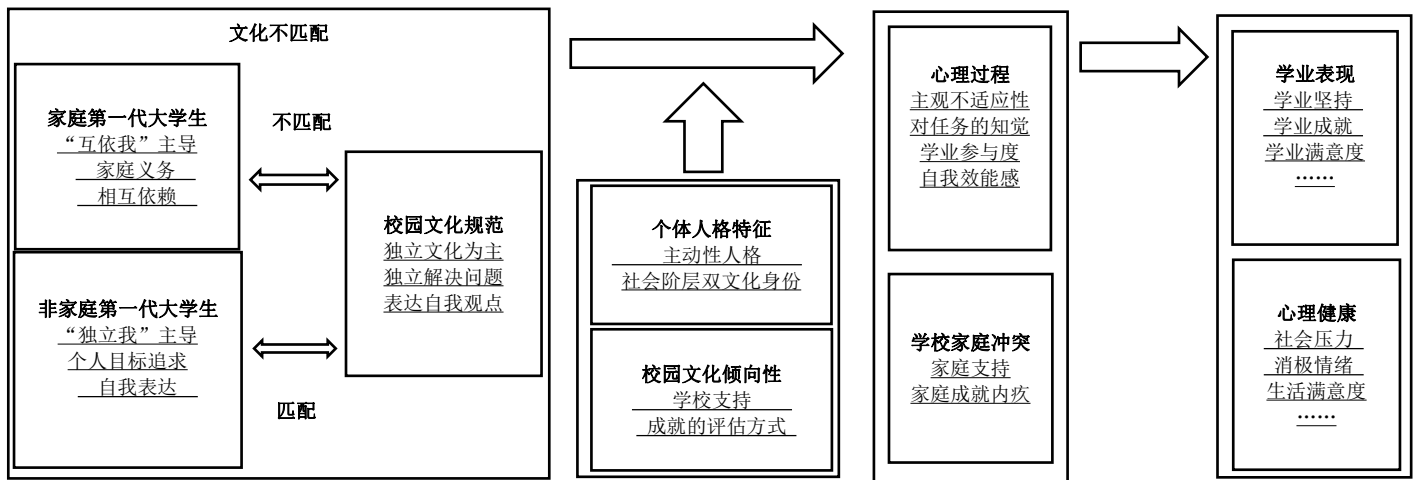 文化不匹配
家庭第一代大学生
“互依我”主导
家庭义务
相互依赖
不匹配
校园文化规范
独立文化为主
独立解决问题
表达自我观点
非家庭第一代大学生
“独立我”主导
个人目标追求
自我表达
匹配
个体人格特征
主动性人格
社会阶层双文化身份
校园文化倾向性
学校支持
成就的评估方式
心理过程
主观不适应性
对任务的知觉
学业参与度
自我效能感
学校家庭冲突
家庭支持
家庭成就内疚
学业表现
学业坚持
学业成就
学业满意度
……
心理健康
社会压力
消极情绪
生活满意度
……